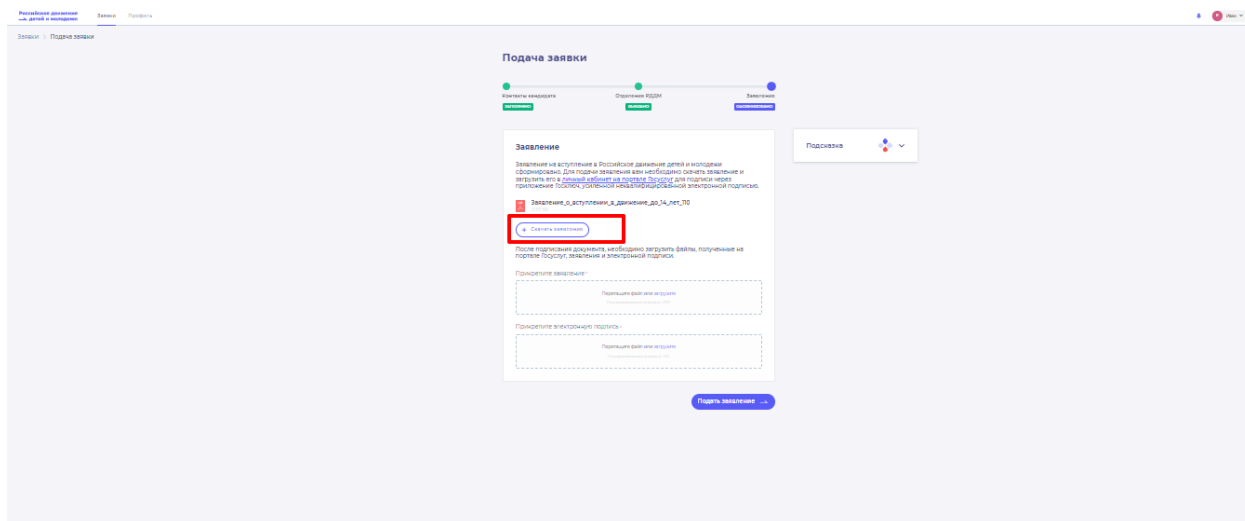 Российское движение
детей и молодежи
Заявки
Профиль
Иван
Заявки > Подача заявки
Подача заявки
Контакты кандидата
Отделение РДДМ
Заявление
ЗАПОЛНЕНО
ВЫБРАНО
СФОРМИРОВАНО
Заявление
Заявление на вступление в Российское движение детей и молодежи
сформировано. Для подачи заявления вам необходимо скачать заявление и
загрузить его в личный кабинет на портале Госуслуг для подписи через
приложение Госключ, усиленной неквалифицированной электронной подписью.
Заявление_о_вступлении_в_движение_до_14_лет_110
Скачать заявление
После подписания документа, необходимо загрузить файлы, полученные на
портале Госуслуг, заявления и электронной подписи.
Прикрепите заявление
Перетащите файл или загрузите
Прикрепите электронную подпись
Перетащите файл или загрузите
Подать заявление
Подсказка